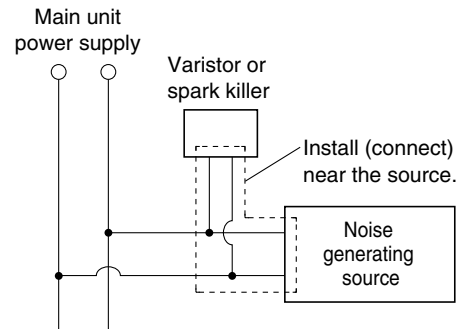 Main unit
power supply
Varistor or
spark killer
Install (connect)
near the source.
Noise
generating
source